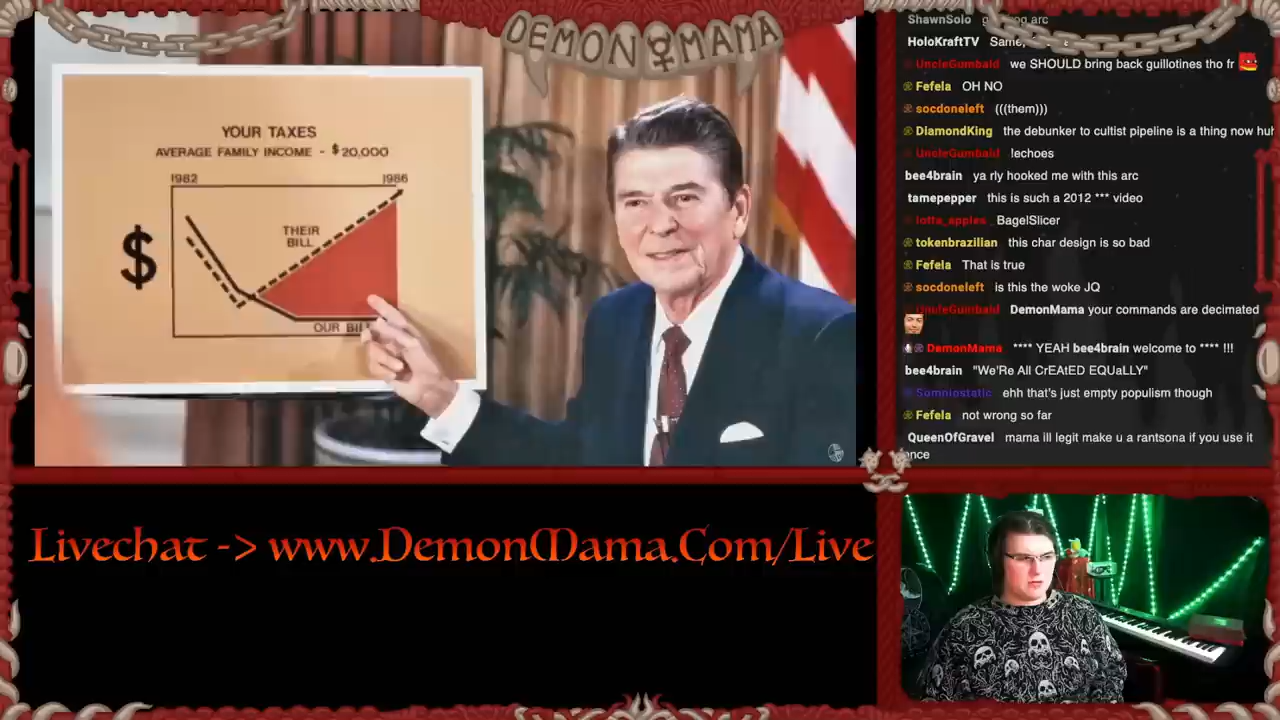 DEMON MAMA
YOUR TAXES
AVERAGE FAMILY INCOME - $20,000
1982
1986
$
THEIR
BILL
OUR BILL
ShawnSolo arc
HoloKraftTV Same,
UncleGumbald we SHOULD bring back guillotines tho fr
Fefela OH NO
socdoneleft (((them)))
DiamondKing the debunker to cultist pipeline is a thing now huh
UncleGumbald !echoes
bee4brain ya rly hooked me with this arc
tamepepper this is such a 2012 *** video
lotta_apples BagelSlicer
tokenbrazilian this char design is so bad
Fefela That is true
socdoneleft is this the woke JQ
UncleGumbald DemonMama your commands are decimated
DemonMama **** YEAH bee4brain welcome to **** !!!
bee4brain "We'Re All CrEAtED EQUaLLY"
Somniostatic ehh that's just empty populism though
Fefela not wrong so far
QueenOfGravel mama ill legit make u a rantsona if you use it
once
Livechat -> www.DemonMama.Com/Live